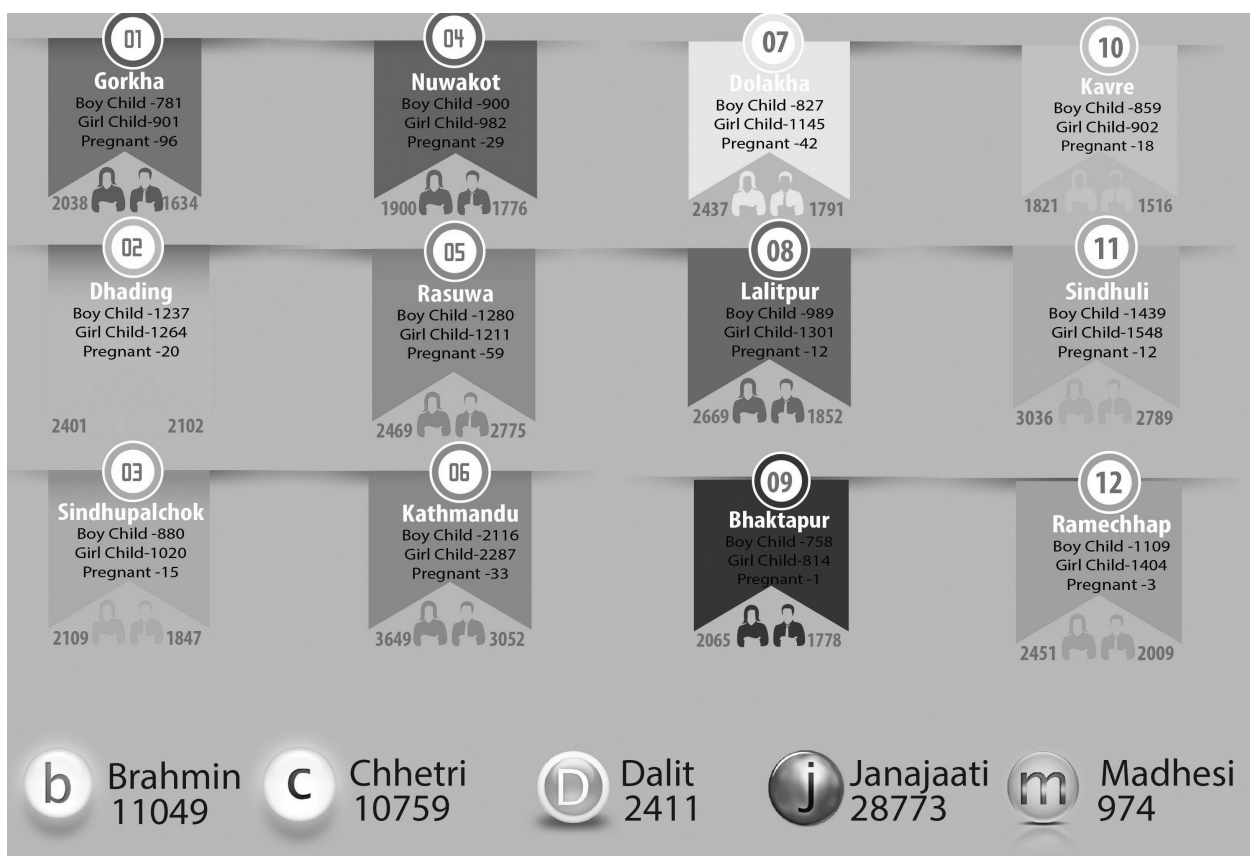 01
Gorkha
Boy Child -781
Girl Child-901
Pregnant -96
2038 1634
02
Dhading
Boy Child -1237
Girl Child-1264
Pregnant -20
2401 2102
03
Sindhupalchok
Boy Child -880
Girl Child-1020
Pregnant -15
2109 1847
04
Nuwakot
Boy Child -900
Girl Child-982
Pregnant -29
1900 1776
05
Rasuwa
Boy Child -1280
Girl Child-1211
Pregnant -59
2469 2775
06
Kathmandu
Boy Child -2116
Girl Child-2287
Pregnant -33
3649 3052
07
Dolakha
Boy Child -827
Girl Child-1145
Pregnant -42
2437 1791
08
Lalitpur
Boy Child -989
Girl Child-1301
Pregnant -12
2669 1852
09
Bhaktapur
Boy Child -758
Girl Child-814
Pregnant -1
2065 1778
10
Kavre
Boy Child -859
Girl Child-902
Pregnant -18
1821 1516
11
Sindhuli
Boy Child -1439
Girl Child-1548
Pregnant -12
3036 2789
12
Ramechhap
Boy Child -1109
Girl Child-1404
Pregnant -3
2451 2009
b Brahmin
11049
c Chhetri
10759
D Dalit
2411
j Janajaati
28773
m Madhesi
974